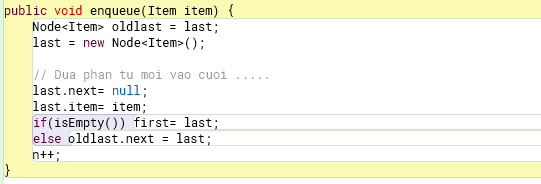 public void enqueue(Item item) {
Node<Item> oldlast = last;
last = new Node<Item>();
// Dua phan tu moi vao cuoi .....
last.next= null;
last.item= item;
if(isEmpty()) first= last;
else oldlast.next = last;
n++;
}